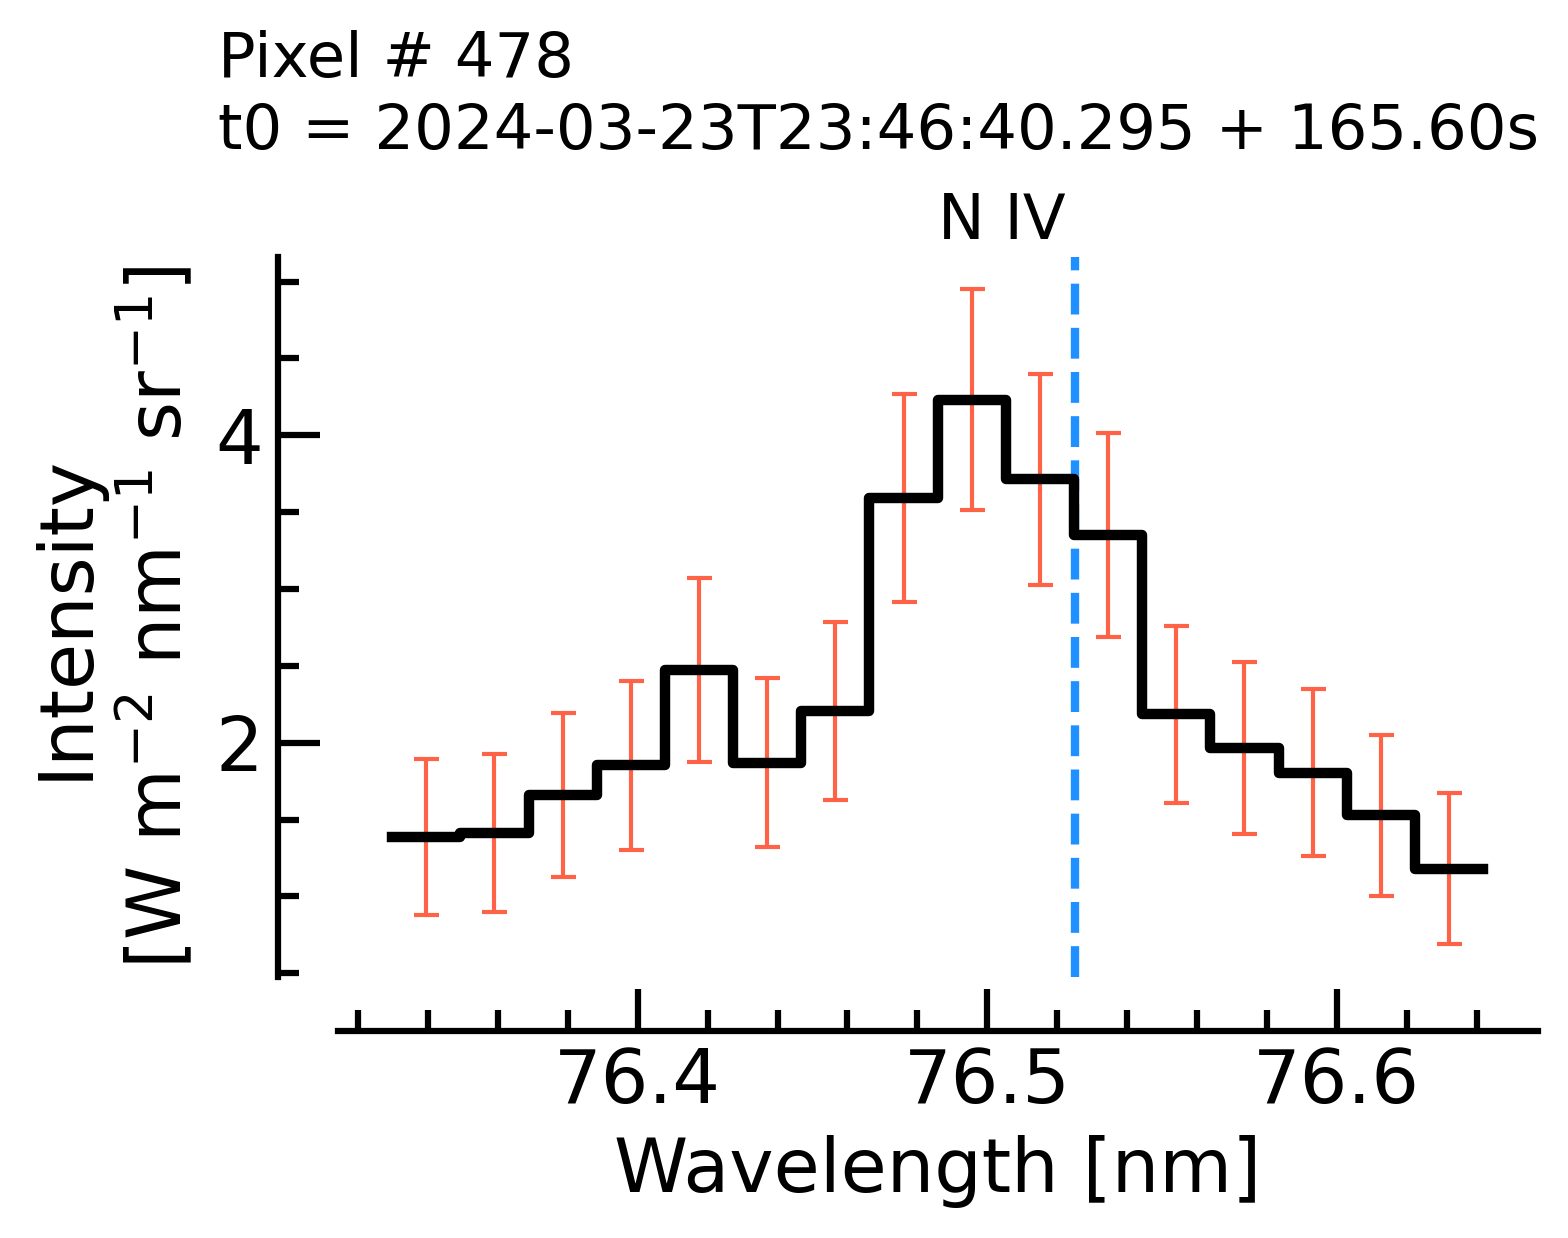 Pixel # 478
t0 = 2024-03-23T23:46:40.295 + 165.60s
N IV
Intensity
[W m⁻² nm⁻¹ sr⁻¹]
4
2
76.4 76.5 76.6
Wavelength [nm]